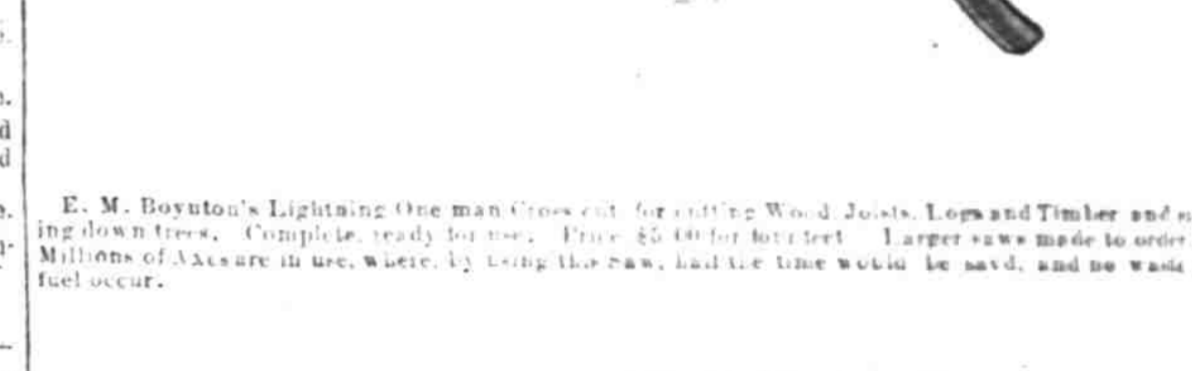 E. M. Boynton's Lightning One man Cross cut, for cutting Wood, Joists, Logs and Timber and
ing down trees. Complete, ready for use. Price $5 00 for four feet Larger saws made to order
Millions of Axes are in use, where, by using this saw, half the time would be saved, and no
fuel occur.